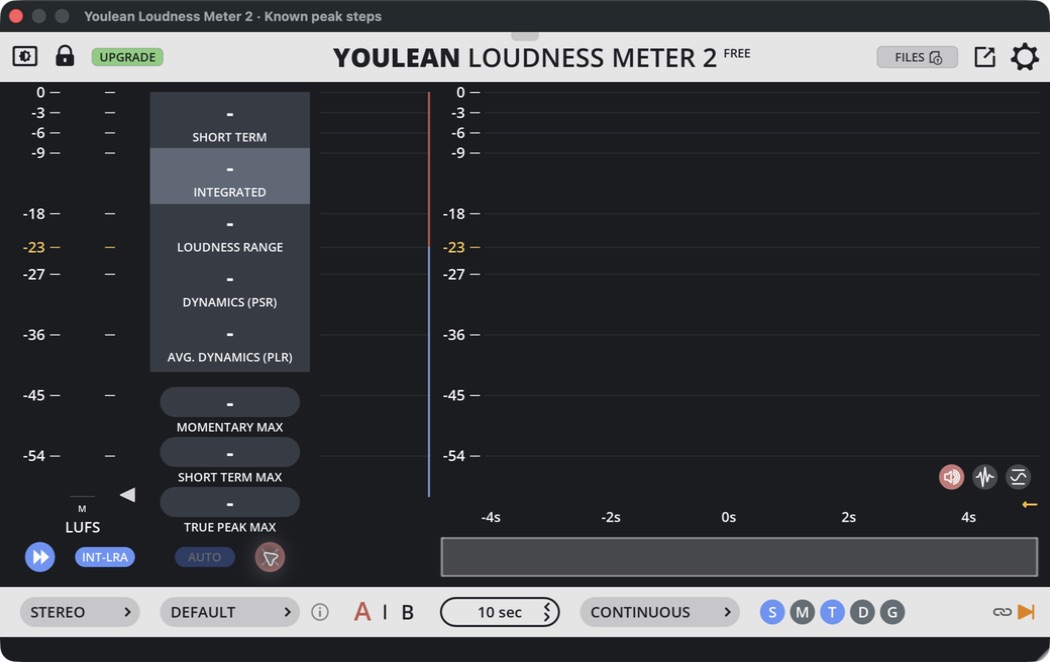 Youlean Loudness Meter 2 · Known peak steps
UPGRADE
YOULEAN LOUDNESS METER 2 FREE
FILES
0
-3
-6
-9
-18
-23
-27
-36
-45
-54
M
LUFS
-
SHORT TERM
-
INTEGRATED
-
LOUDNESS RANGE
-
DYNAMICS (PSR)
-
AVG. DYNAMICS (PLR)
-
MOMENTARY MAX
-
SHORT TERM MAX
-
TRUE PEAK MAX
INT-LRA
AUTO
0
-3
-6
-9
-18
-23
-27
-36
-45
-54
-4s -2s 0s 2s 4s
STEREO
DEFAULT
A | B
10 sec
CONTINUOUS
S M T D G